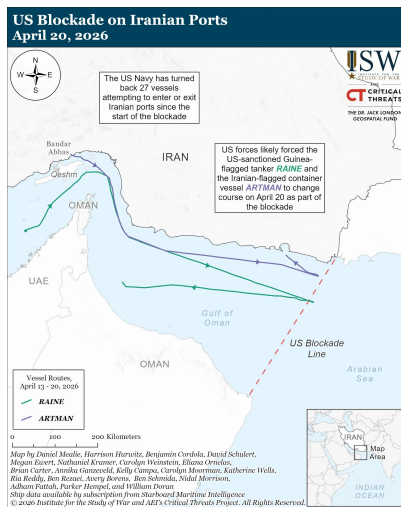 US Blockade on Iranian Ports
April 20, 2026
N
W
E
S
The US Navy has turned
back 27 vessels
attempting to enter or exit
Iranian ports since the
start of the blockade
ISW
INSTITUTE FOR THE
STUDY OF WAR
AND
CT CRITICAL
THREATS
THE DR. JACK LONDON
GEOSPATIAL FUND
US forces likely forced the
US-sanctioned Guinea-
flagged tanker RAINE and
the Iranian-flagged container
vessel ARTMAN to change
course on April 20 as part of
the blockade
Bandar
Abbas
Qeshm
IRAN
OMAN
UAE
Gulf of
Oman
US Blockade
Line
OMAN
Arabian
Sea
Vessel Routes,
April 13 - 20, 2026
RAINE
ARTMAN
0 100 200 Kilometers
IRAN
Map
Area
INDIAN
OCEAN
Map by Daniel Mealie, Harrison Hurwitz, Benjamin Cordola, David Schulert,
Megan Ewert, Nathaniel Kramer, Carolyn Weinstein, Eliana Ornelas,
Brian Carter, Annika Ganzeveld, Kelly Campa, Carolyn Moorman, Katherine Wells,
Ria Reddy, Ben Rezaei, Avery Borens, Ben Schmida, Nidal Morrison,
Adham Fattah, Parker Hempel, and William Doran
Ship data available by subscription from Starboard Maritime Intelligence
© 2026 Institute for the Study of War and AEI's Critical Threats Project. All Rights Reserved.